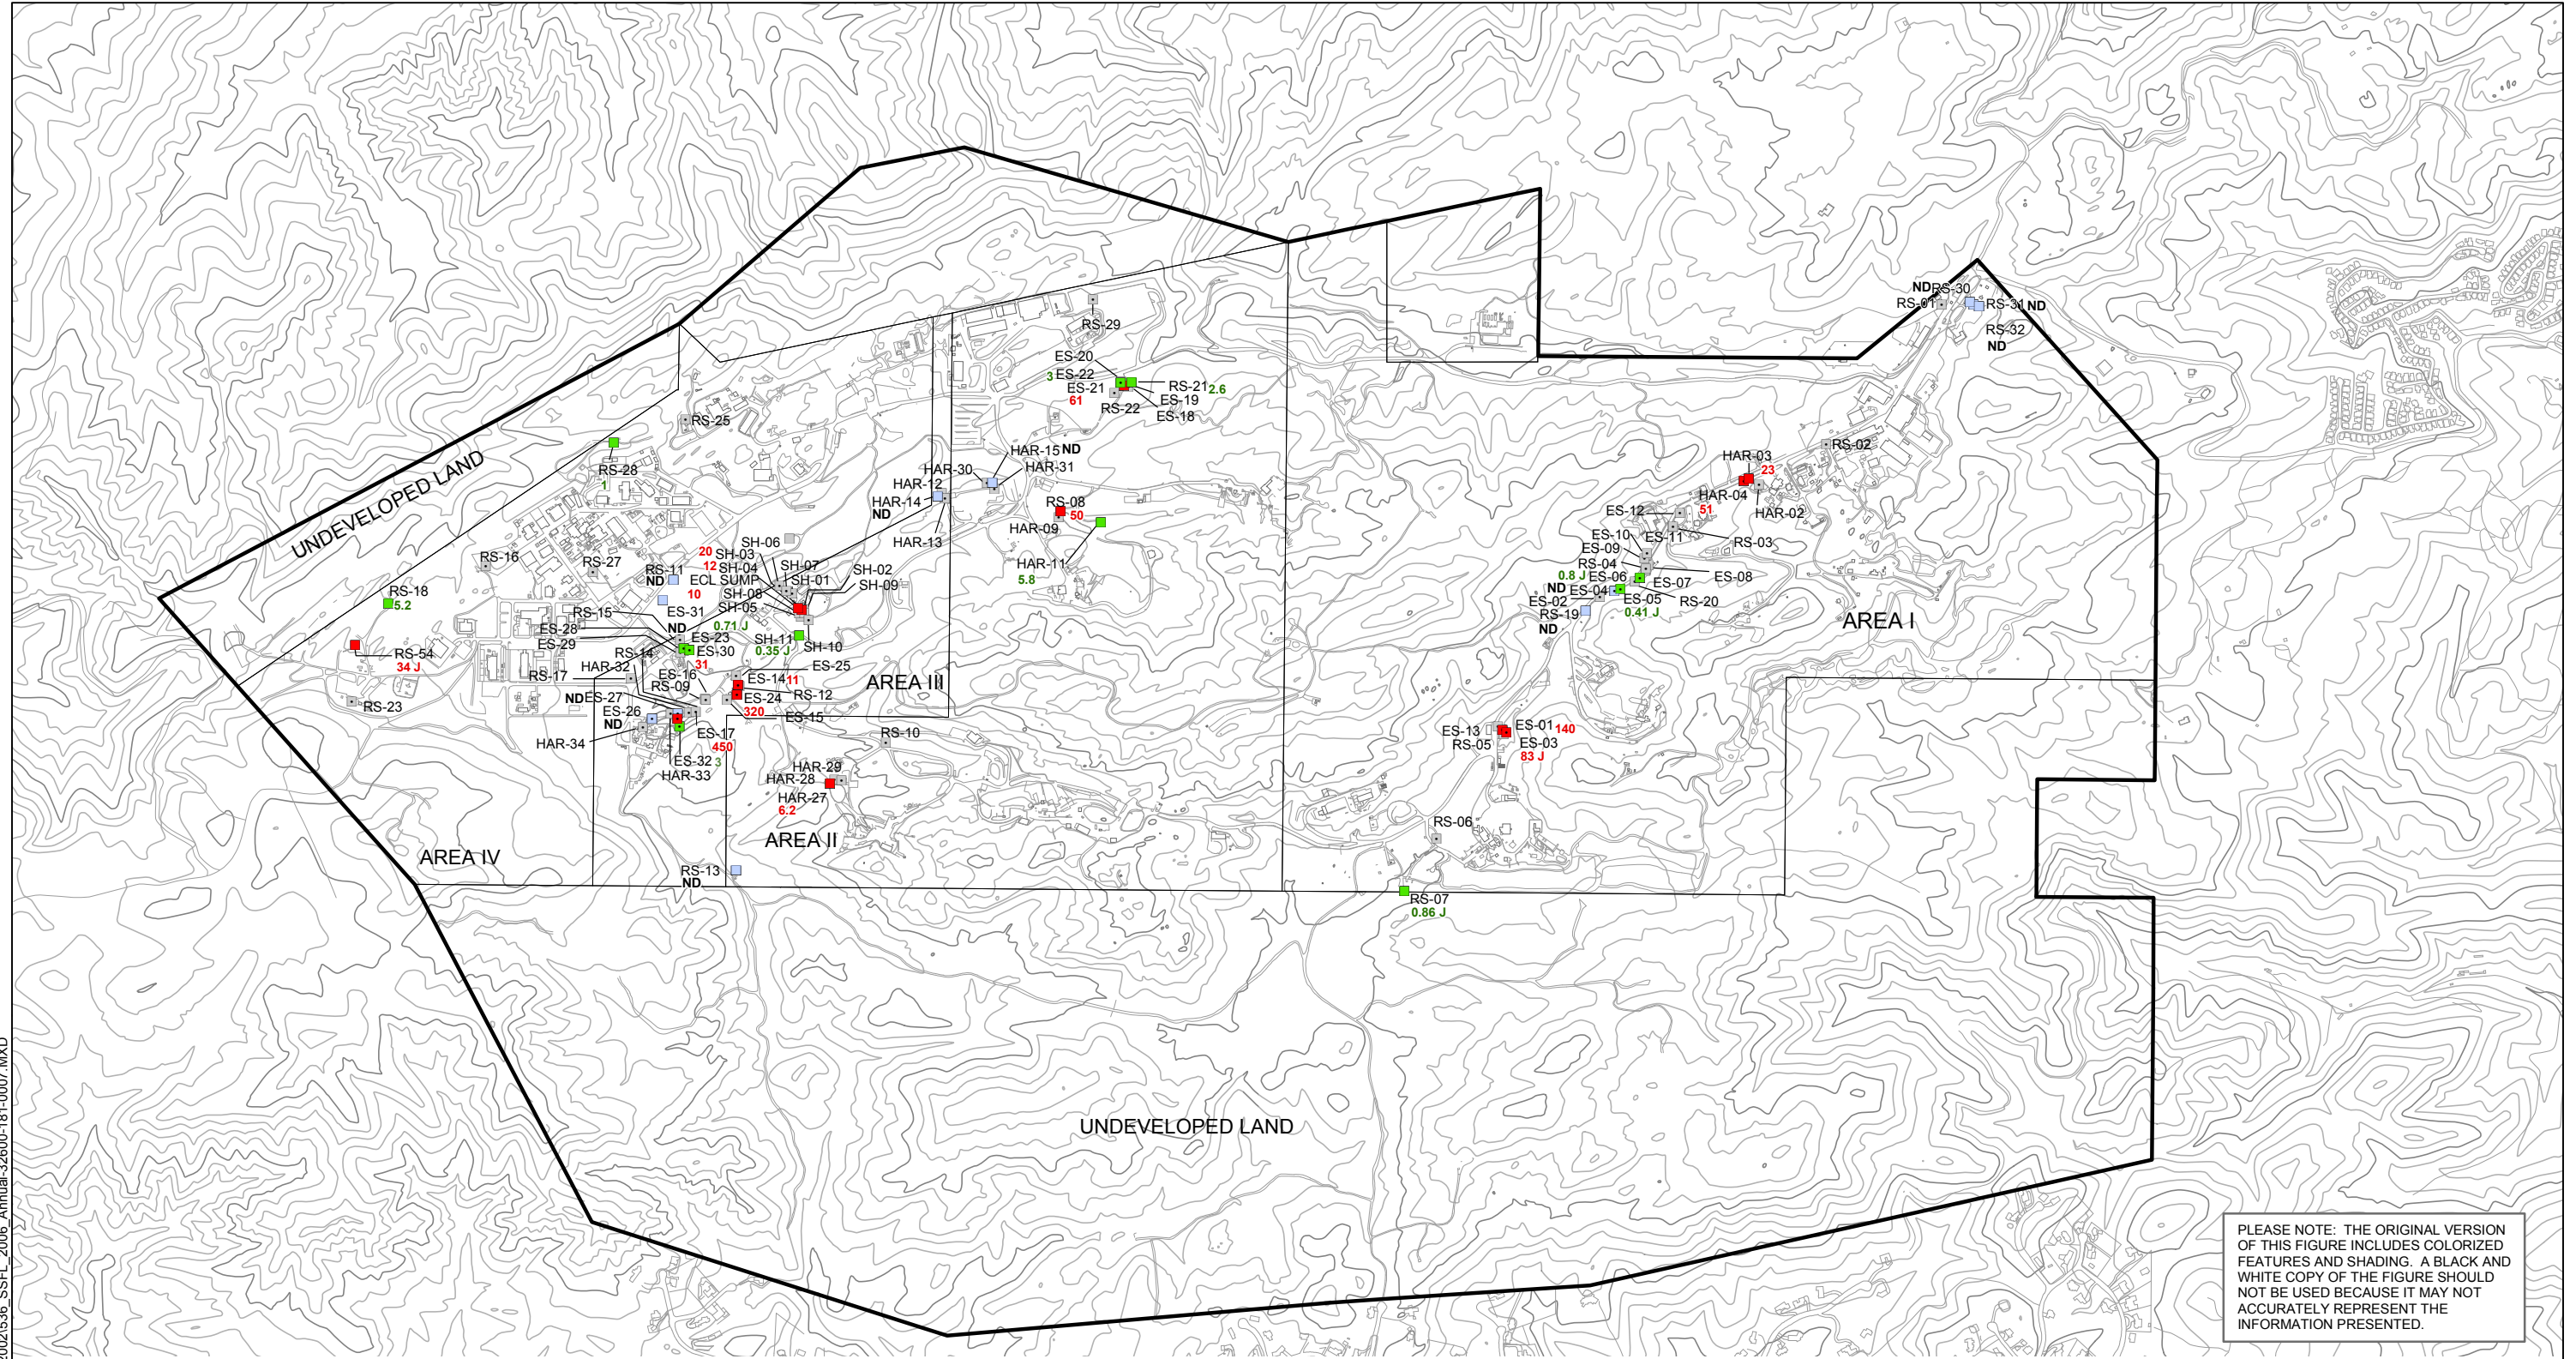 NDRS-30
RS-01
RS-31 ND
RS-32
ND
RS-29
ES-20
3 ES-22
ES-21
61
RS-21 2.6
ES-19
RS-22
ES-18
RS-25
RS-02
HAR-15 ND
HAR-03
23
RS-28
1
HAR-30
HAR-31
HAR-12
HAR-14
ND
HAR-04
51
HAR-02
UNDEVELOPED LAND
RS-08
50
HAR-09
ES-12
HAR-13
ES-10
ES-11
RS-03
SH-06
20 SH-03
12 SH-04
SH-07
SH-02
ES-09
RS-16
RS-27
RS-11
ND
ECL SUMP
10
SH-01
SH-09
HAR-11
5.8
RS-04
0.8 J ES-06
ES-07
ES-08
RS-18
5.2
SH-08
SH-05
ND
ES-04
ES-02
ES-05
0.41 J
RS-20
RS-15
ES-31
ND
0.71 J
RS-19
ND
AREA I
ES-28
ES-29
ES-23
ES-30
31
SH-11
0.35 J
SH-10
RS-54
34 J
RS-14
HAR-32
ES-25
RS-17
ES-16
RS-09
ES-14 11
RS-12
AREA III
RS-23
NDES-27
ES-26
ND
ES-24
320
ES-15
HAR-34
ES-17
450
RS-10
ES-13
RS-05
ES-01 140
ES-03
83 J
ES-32 3
HAR-33
HAR-29
HAR-28
HAR-27
6.2
AREA II
RS-06
AREA IV
RS-13
ND
RS-07
0.86 J
UNDEVELOPED LAND
PLEASE NOTE: THE ORIGINAL VERSION
OF THIS FIGURE INCLUDES COLORIZED
FEATURES AND SHADING. A BLACK AND
WHITE COPY OF THE FIGURE SHOULD
NOT BE USED BECAUSE IT MAY NOT
ACCURATELY REPRESENT THE
INFORMATION PRESENTED.